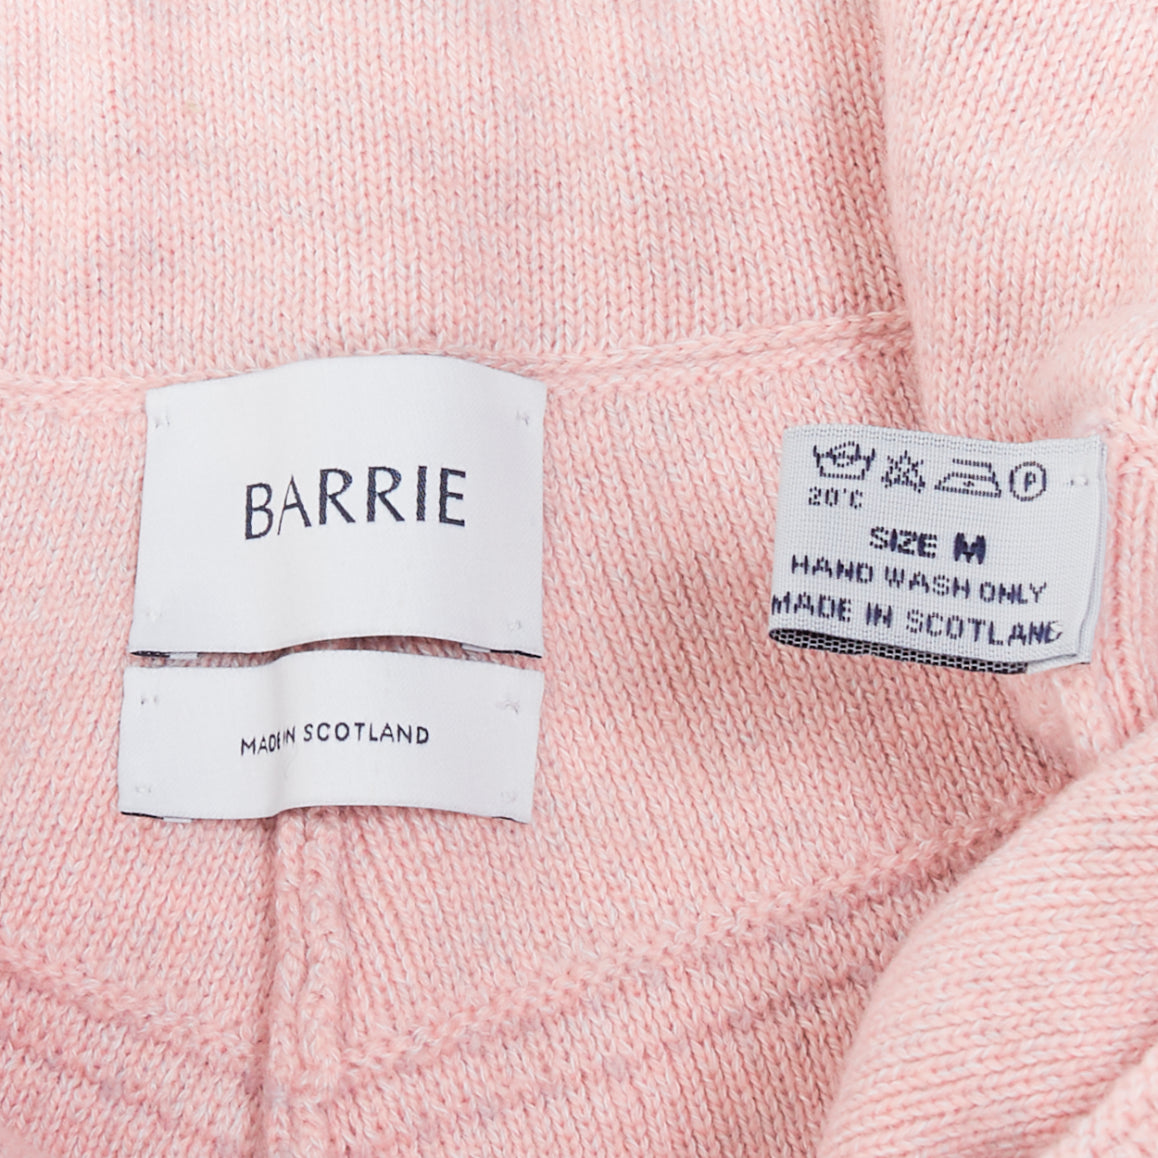 BARRIE
MADE IN SCOTLAND
P
20°C
SIZE M
HAND WASH ONLY
MADE IN SCOTLAND